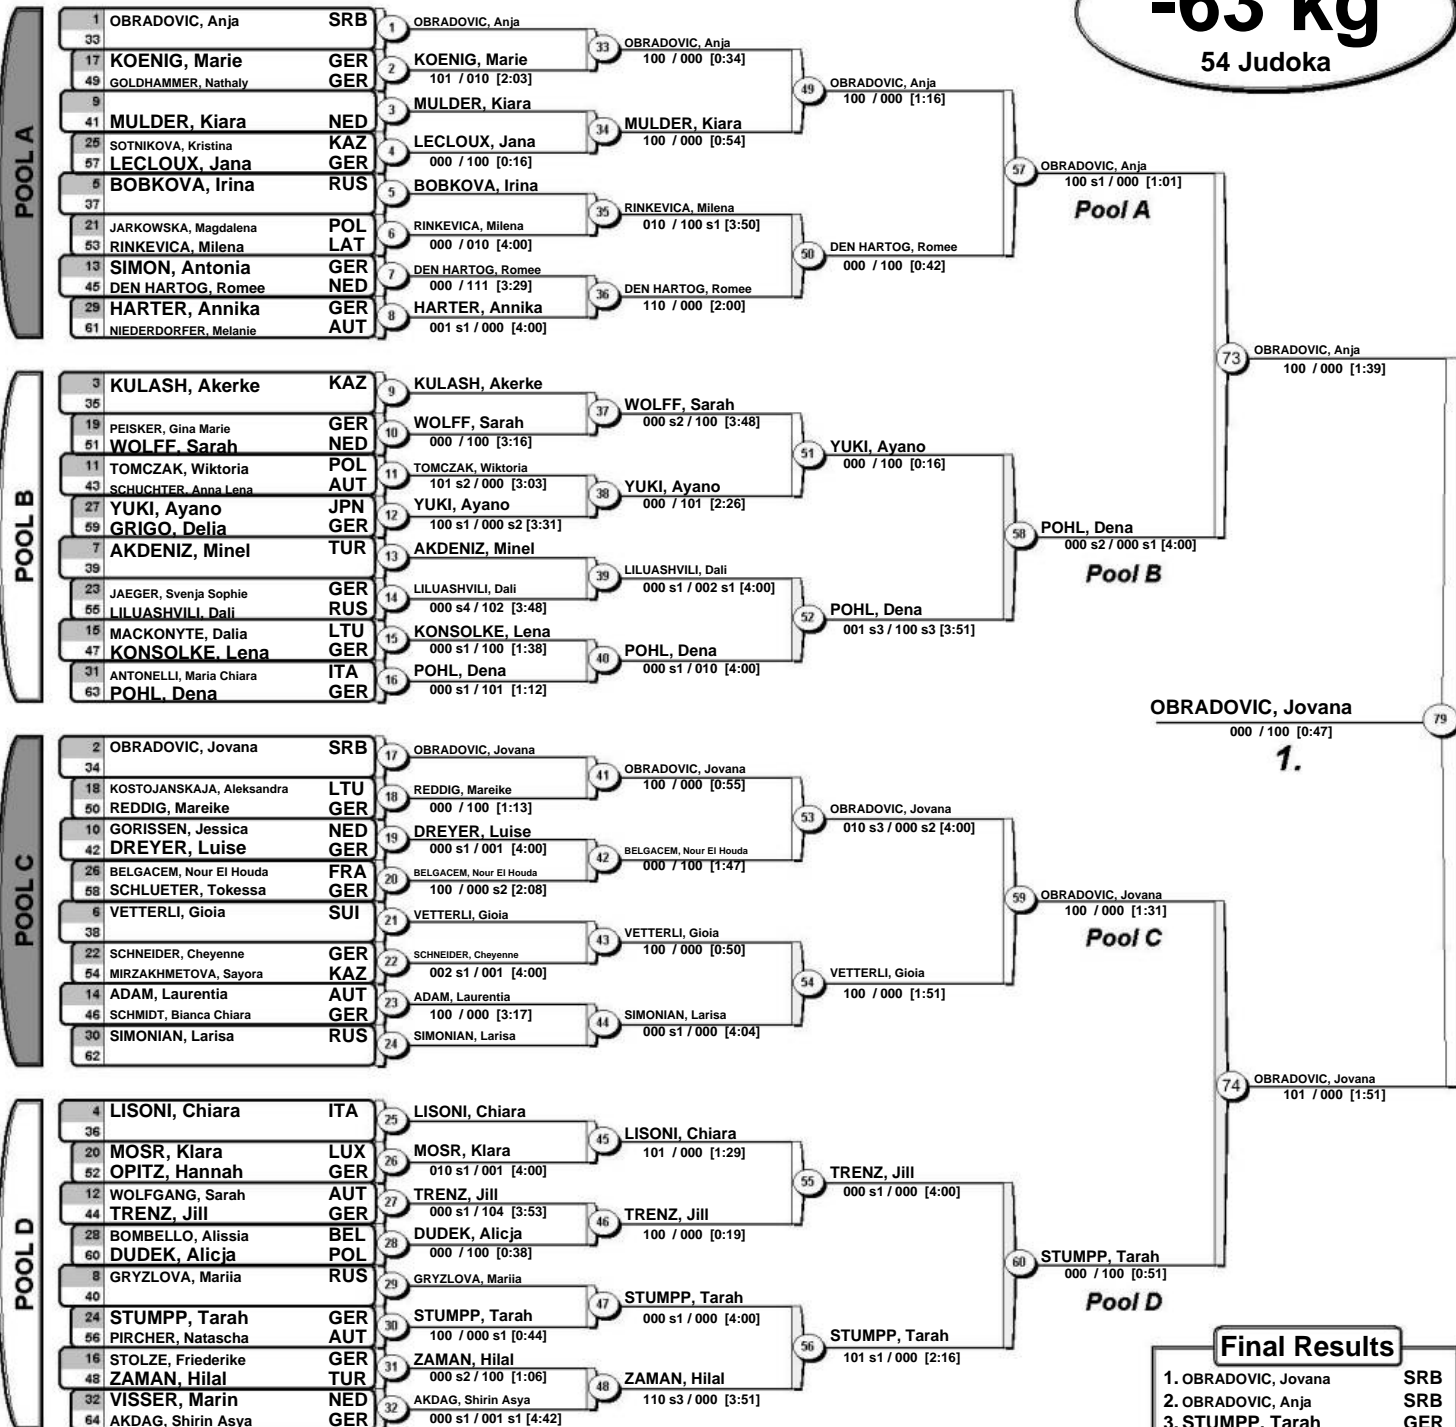 -63 kg
54 Judoka
POOL A
1 OBRADOVIC, Anja SRB
33
17 KOENIG, Marie GER
49 GOLDHAMMER, Nathaly GER
9
41 MULDER, Kiara NED
25 SOTNIKOVA, Kristina KAZ
57 LECLOUX, Jana GER
5 BOBKOVA, Irina RUS
37
21 JARKOWSKA, Magdalena POL
53 RINKEVICA, Milena LAT
13 SIMON, Antonia GER
45 DEN HARTOG, Romee NED
29 HARTER, Annika GER
61 NIEDERDORFER, Melanie AUT
1 OBRADOVIC, Anja
2 KOENIG, Marie
101 / 010 [2:03]
3 MULDER, Kiara
4 LECLOUX, Jana
000 / 100 [0:16]
5 BOBKOVA, Irina
6 RINKEVICA, Milena
000 / 010 [4:00]
7 DEN HARTOG, Romee
000 / 111 [3:29]
8 HARTER, Annika
001 s1 / 000 [4:00]
33 OBRADOVIC, Anja
100 / 000 [0:34]
34 MULDER, Kiara
100 / 000 [0:54]
35 RINKEVICA, Milena
010 / 100 s1 [3:50]
36 DEN HARTOG, Romee
110 / 000 [2:00]
49 OBRADOVIC, Anja
100 / 000 [1:16]
50 DEN HARTOG, Romee
000 / 100 [0:42]
57 OBRADOVIC, Anja
100 s1 / 000 [1:01]
Pool A
POOL B
3 KULASH, Akerke KAZ
35
19 PEISKER, Gina Marie GER
51 WOLFF, Sarah NED
11 TOMCZAK, Wiktoria POL
43 SCHUCHTER, Anna Lena AUT
27 YUKI, Ayano JPN
59 GRIGO, Delia GER
7 AKDENIZ, Minel TUR
39
23 JAEGER, Svenja Sophie GER
55 LILUASHVILI, Dali RUS
15 MACKONYTE, Dalia LTU
47 KONSOLKE, Lena GER
31 ANTONELLI, Maria Chiara ITA
63 POHL, Dena GER
9 KULASH, Akerke
10 WOLFF, Sarah
000 / 100 [3:16]
11 TOMCZAK, Wiktoria
101 s2 / 000 [3:03]
12 YUKI, Ayano
100 s1 / 000 s2 [3:31]
13 AKDENIZ, Minel
14 LILUASHVILI, Dali
000 s4 / 102 [3:48]
15 KONSOLKE, Lena
000 s1 / 100 [1:38]
16 POHL, Dena
000 s1 / 101 [1:12]
37 WOLFF, Sarah
000 s2 / 100 [3:48]
38 YUKI, Ayano
000 / 101 [2:26]
39 LILUASHVILI, Dali
000 s1 / 002 s1 [4:00]
40 POHL, Dena
000 s1 / 010 [4:00]
51 YUKI, Ayano
000 / 100 [0:16]
52 POHL, Dena
001 s3 / 100 s3 [3:51]
58 POHL, Dena
000 s2 / 000 s1 [4:00]
Pool B
73 OBRADOVIC, Anja
100 / 000 [1:39]
OBRADOVIC, Jovana
79
000 / 100 [0:47]
1.
POOL C
2 OBRADOVIC, Jovana SRB
34
18 KOSTOJANSKAJA, Aleksandra LTU
50 REDDIG, Mareike GER
10 GORISSEN, Jessica NED
42 DREYER, Luise GER
26 BELGACEM, Nour El Houda FRA
58 SCHLUETER, Tokessa GER
6 VETTERLI, Gioia SUI
38
22 SCHNEIDER, Cheyenne GER
54 MIRZAKHMETOVA, Sayora KAZ
14 ADAM, Laurentia AUT
46 SCHMIDT, Bianca Chiara GER
30 SIMONIAN, Larisa RUS
62
17 OBRADOVIC, Jovana
18 REDDIG, Mareike
000 / 100 [1:13]
19 DREYER, Luise
000 s1 / 001 [4:00]
20 BELGACEM, Nour El Houda
100 / 000 s2 [2:08]
21 VETTERLI, Gioia
22 SCHNEIDER, Cheyenne
002 s1 / 001 [4:00]
23 ADAM, Laurentia
100 / 000 [3:17]
24 SIMONIAN, Larisa
41 OBRADOVIC, Jovana
100 / 000 [0:55]
42 BELGACEM, Nour El Houda
000 / 100 [1:47]
43 VETTERLI, Gioia
100 / 000 [0:50]
44 SIMONIAN, Larisa
000 s1 / 000 [4:04]
53 OBRADOVIC, Jovana
010 s3 / 000 s2 [4:00]
54 VETTERLI, Gioia
100 / 000 [1:51]
59 OBRADOVIC, Jovana
100 / 000 [1:31]
Pool C
74 OBRADOVIC, Jovana
101 / 000 [1:51]
POOL D
4 LISONI, Chiara ITA
36
20 MOSR, Klara LUX
52 OPITZ, Hannah GER
12 WOLFGANG, Sarah AUT
44 TRENZ, Jill GER
28 BOMBELLO, Alissia BEL
60 DUDEK, Alicja POL
8 GRYZLOVA, Mariia RUS
40
24 STUMPP, Tarah GER
56 PIRCHER, Natascha AUT
16 STOLZE, Friederike GER
48 ZAMAN, Hilal TUR
32 VISSER, Marin NED
64 AKDAG, Shirin Asya GER
25 LISONI, Chiara
26 MOSR, Klara
010 s1 / 001 [4:00]
27 TRENZ, Jill
000 s1 / 104 [3:53]
28 DUDEK, Alicja
000 / 100 [0:38]
29 GRYZLOVA, Mariia
30 STUMPP, Tarah
100 / 000 s1 [0:44]
31 ZAMAN, Hilal
000 s2 / 100 [1:06]
32 AKDAG, Shirin Asya
000 s1 / 001 s1 [4:42]
45 LISONI, Chiara
101 / 000 [1:29]
46 TRENZ, Jill
100 / 000 [0:19]
47 STUMPP, Tarah
000 s1 / 000 [4:00]
48 ZAMAN, Hilal
110 s3 / 000 [3:51]
55 TRENZ, Jill
000 s1 / 000 [4:00]
56 STUMPP, Tarah
101 s1 / 000 [2:16]
60 STUMPP, Tarah
000 / 100 [0:51]
Pool D
Final Results
1. OBRADOVIC, Jovana SRB
2. OBRADOVIC, Anja SRB
3. STUMPP, Tarah GER